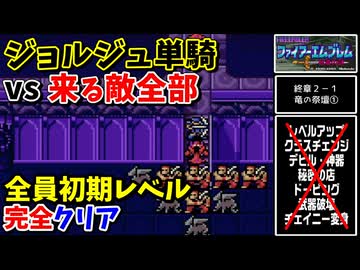 ジョルジュ単騎
vs 来る敵全部
全員初期レベル
完全クリア
ファイアーエムブレム
終章2-1
竜の祭壇①
レベルアップ
クラスチェンジ
デビル・神器
秘密の店
ドーピング
武器破壊
チェイニー変身